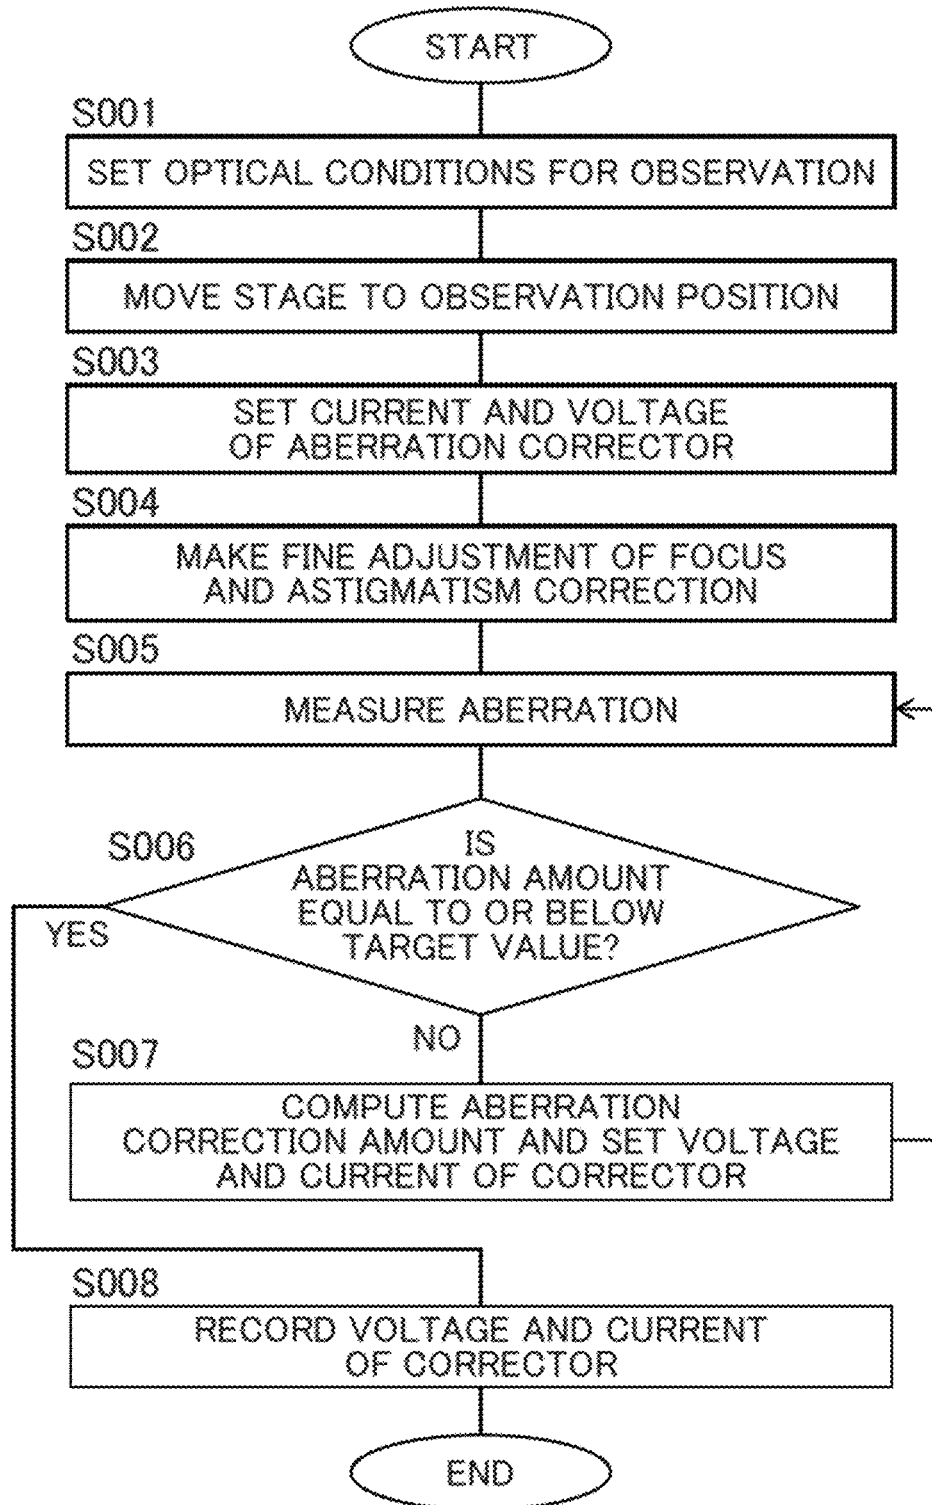 START
S001
SET OPTICAL CONDITIONS FOR OBSERVATION
S002
MOVE STAGE TO OBSERVATION POSITION
S003
SET CURRENT AND VOLTAGE
OF ABERRATION CORRECTOR
S004
MAKE FINE ADJUSTMENT OF FOCUS
AND ASTIGMATISM CORRECTION
S005
MEASURE ABERRATION
S006
IS
ABERRATION AMOUNT
EQUAL TO OR BELOW
TARGET VALUE?
YES
NO
S007
COMPUTE ABERRATION
CORRECTION AMOUNT AND SET VOLTAGE
AND CURRENT OF CORRECTOR
S008
RECORD VOLTAGE AND CURRENT
OF CORRECTOR
END